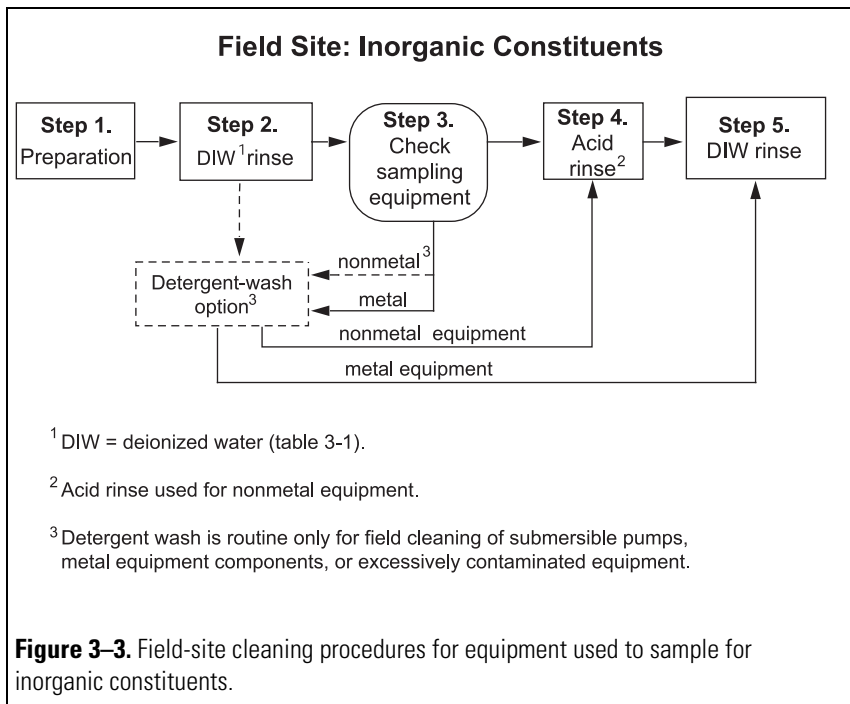 Field Site: Inorganic Constituents
Step 1.
Preparation
Step 2.
DIW¹ rinse
Step 3.
Check
sampling
equipment
Step 4.
Acid
rinse²
Step 5.
DIW rinse
Detergent-wash
option³
nonmetal³
metal
nonmetal equipment
metal equipment
¹ DIW = deionized water (table 3-1).
² Acid rinse used for nonmetal equipment.
³ Detergent wash is routine only for field cleaning of submersible pumps,
metal equipment components, or excessively contaminated equipment.
Figure 3–3. Field-site cleaning procedures for equipment used to sample for
inorganic constituents.